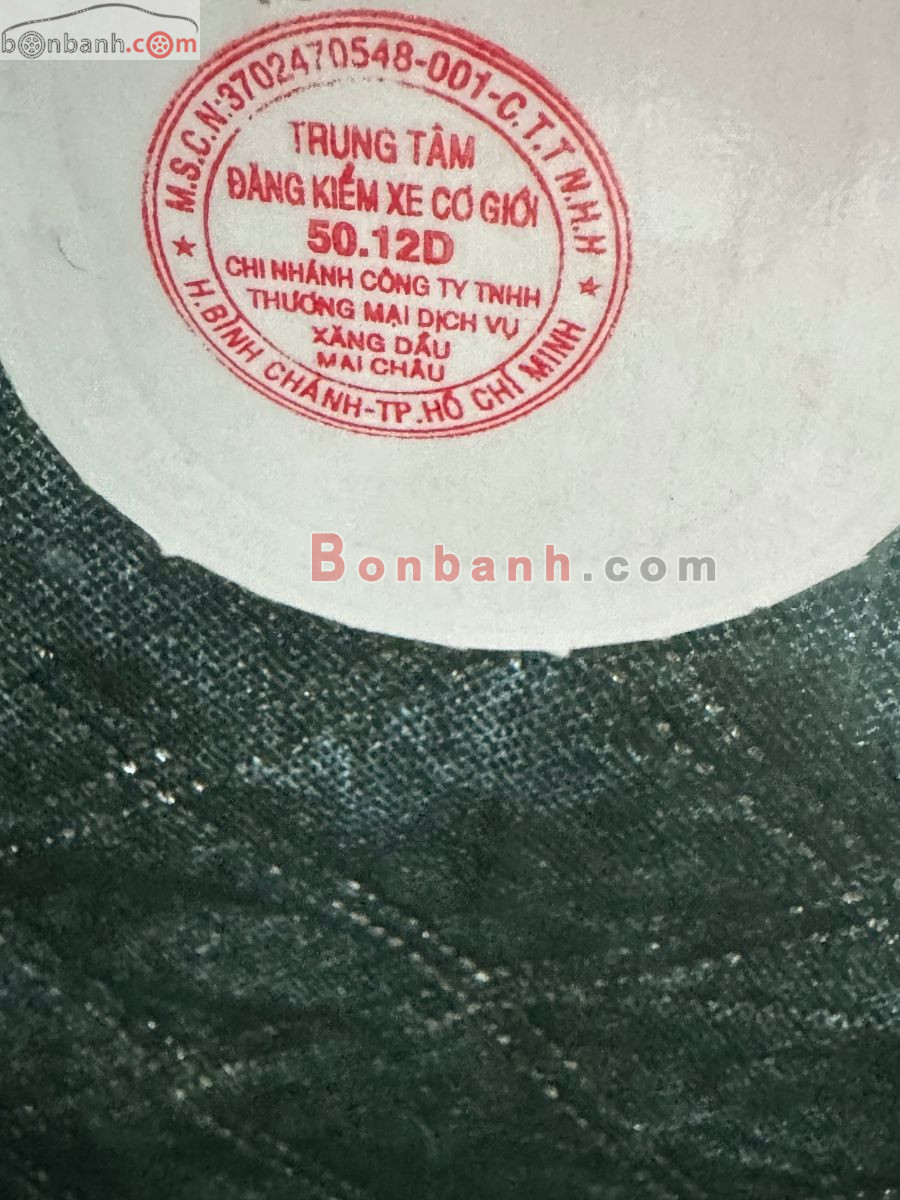 bonbanh.com
M.S.C.N:3702470548-001-C.T.T N.H.H
TRUNG TÂM
ĐĂNG KIỂM XE CƠ GIỚI
50.12D
CHI NHÁNH CÔNG TY TNHH
THƯƠNG MẠI DỊCH VỤ
XĂNG DẦU
MAI CHÂU
H.BÌNH CHÁNH-TP.HỒ CHÍ MINH
Bonbanh.com